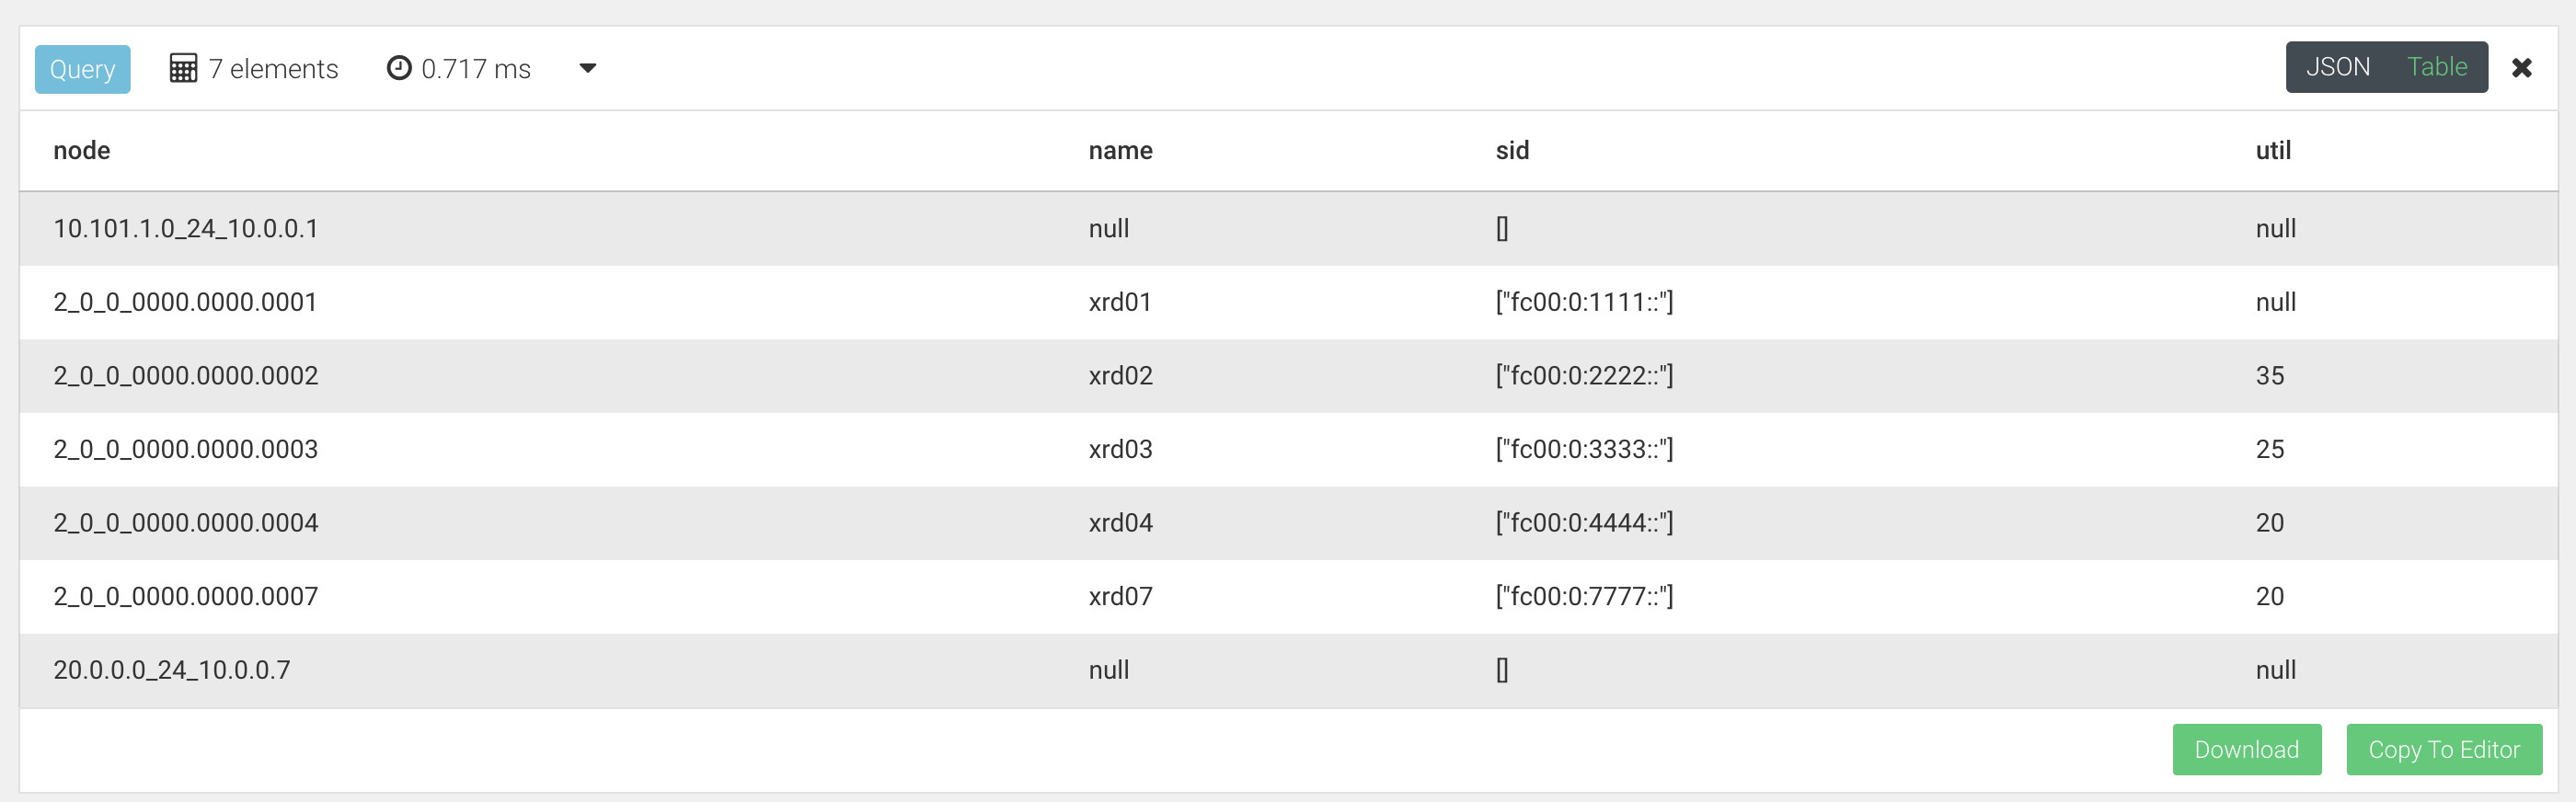 Query 7 elements 0.717 ms JSON Table
node name sid util
10.101.1.0_24_10.0.0.1 null [] null
2_0_0_0000.0000.0001 xrd01 ["fc00:0:1111::"] null
2_0_0_0000.0000.0002 xrd02 ["fc00:0:2222::"] 35
2_0_0_0000.0000.0003 xrd03 ["fc00:0:3333::"] 25
2_0_0_0000.0000.0004 xrd04 ["fc00:0:4444::"] 20
2_0_0_0000.0000.0007 xrd07 ["fc00:0:7777::"] 20
20.0.0.0_24_10.0.0.7 null [] null
Download Copy To Editor